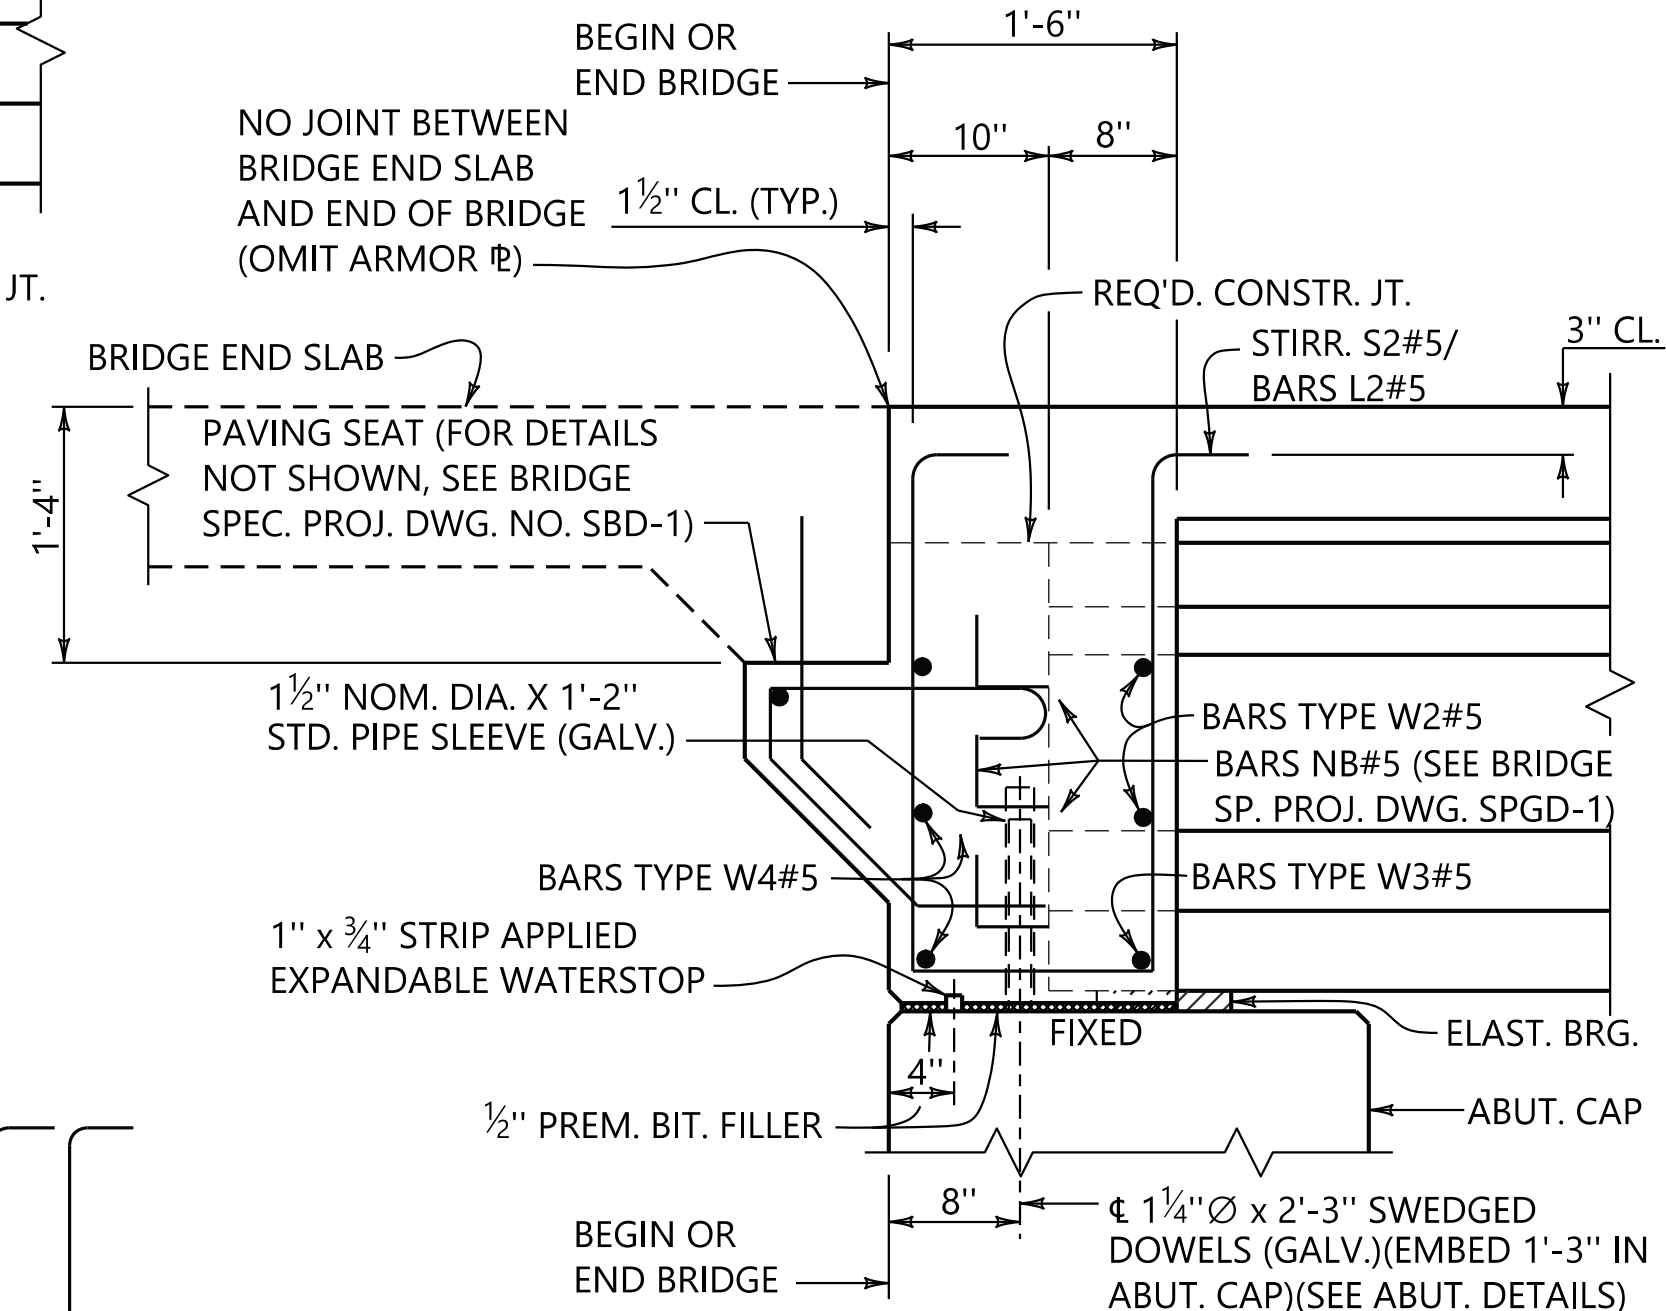 1'-6''
BEGIN OR
END BRIDGE
NO JOINT BETWEEN
BRIDGE END SLAB
AND END OF BRIDGE
(OMIT ARMOR ⅊)
10''
8''
1½'' CL. (TYP.)
JT.
REQ'D. CONSTR. JT.
3'' CL.
STIRR. S2#5/
BARS L2#5
BRIDGE END SLAB
PAVING SEAT (FOR DETAILS
NOT SHOWN, SEE BRIDGE
SPEC. PROJ. DWG. NO. SBD-1)
1'-4''
1½'' NOM. DIA. X 1'-2''
STD. PIPE SLEEVE (GALV.)
BARS TYPE W2#5
BARS NB#5 (SEE BRIDGE
SP. PROJ. DWG. SPGD-1)
BARS TYPE W4#5
BARS TYPE W3#5
1'' x ¾'' STRIP APPLIED
EXPANDABLE WATERSTOP
FIXED
ELAST. BRG.
4''
½'' PREM. BIT. FILLER
ABUT. CAP
8''
℄ 1¼''Ø x 2'-3'' SWEDGED
DOWELS (GALV.)(EMBED 1'-3'' IN
ABUT. CAP)(SEE ABUT. DETAILS)
BEGIN OR
END BRIDGE